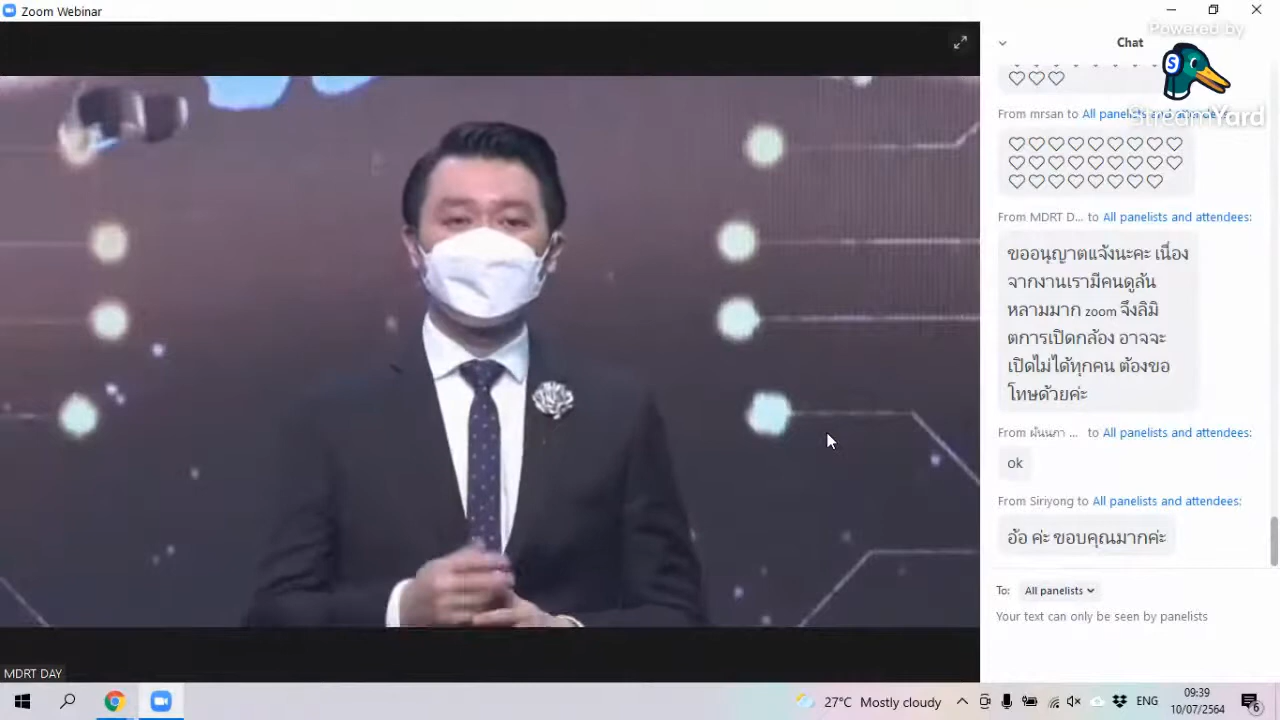 Zoom Webinar
Powered by
Chat
StreamYard
♡♡♡
From mrsan to All panelists and attendees:
♡♡♡♡♡♡♡♡♡
♡♡♡♡♡♡♡♡♡
♡♡♡♡♡♡♡♡
From MDRT D... to All panelists and attendees:
ขออนุญาตแจ้งนะคะ เนื่อง
จากงานเรามีคนดูล้น
หลามมาก zoom จึงลิมิ
ตการเปิดกล้อง อาจจะ
เปิดไม่ได้ทุกคน ต้องขอ
โทษด้วยค่ะ
From ... to All panelists and attendees:
ok
From Siriyong to All panelists and attendees:
อ้อ ค่ะ ขอบคุณมากค่ะ
To: All panelists
Your text can only be seen by panelists
MDRT DAY
27°C Mostly cloudy
ENG
09:39
10/07/2564
6